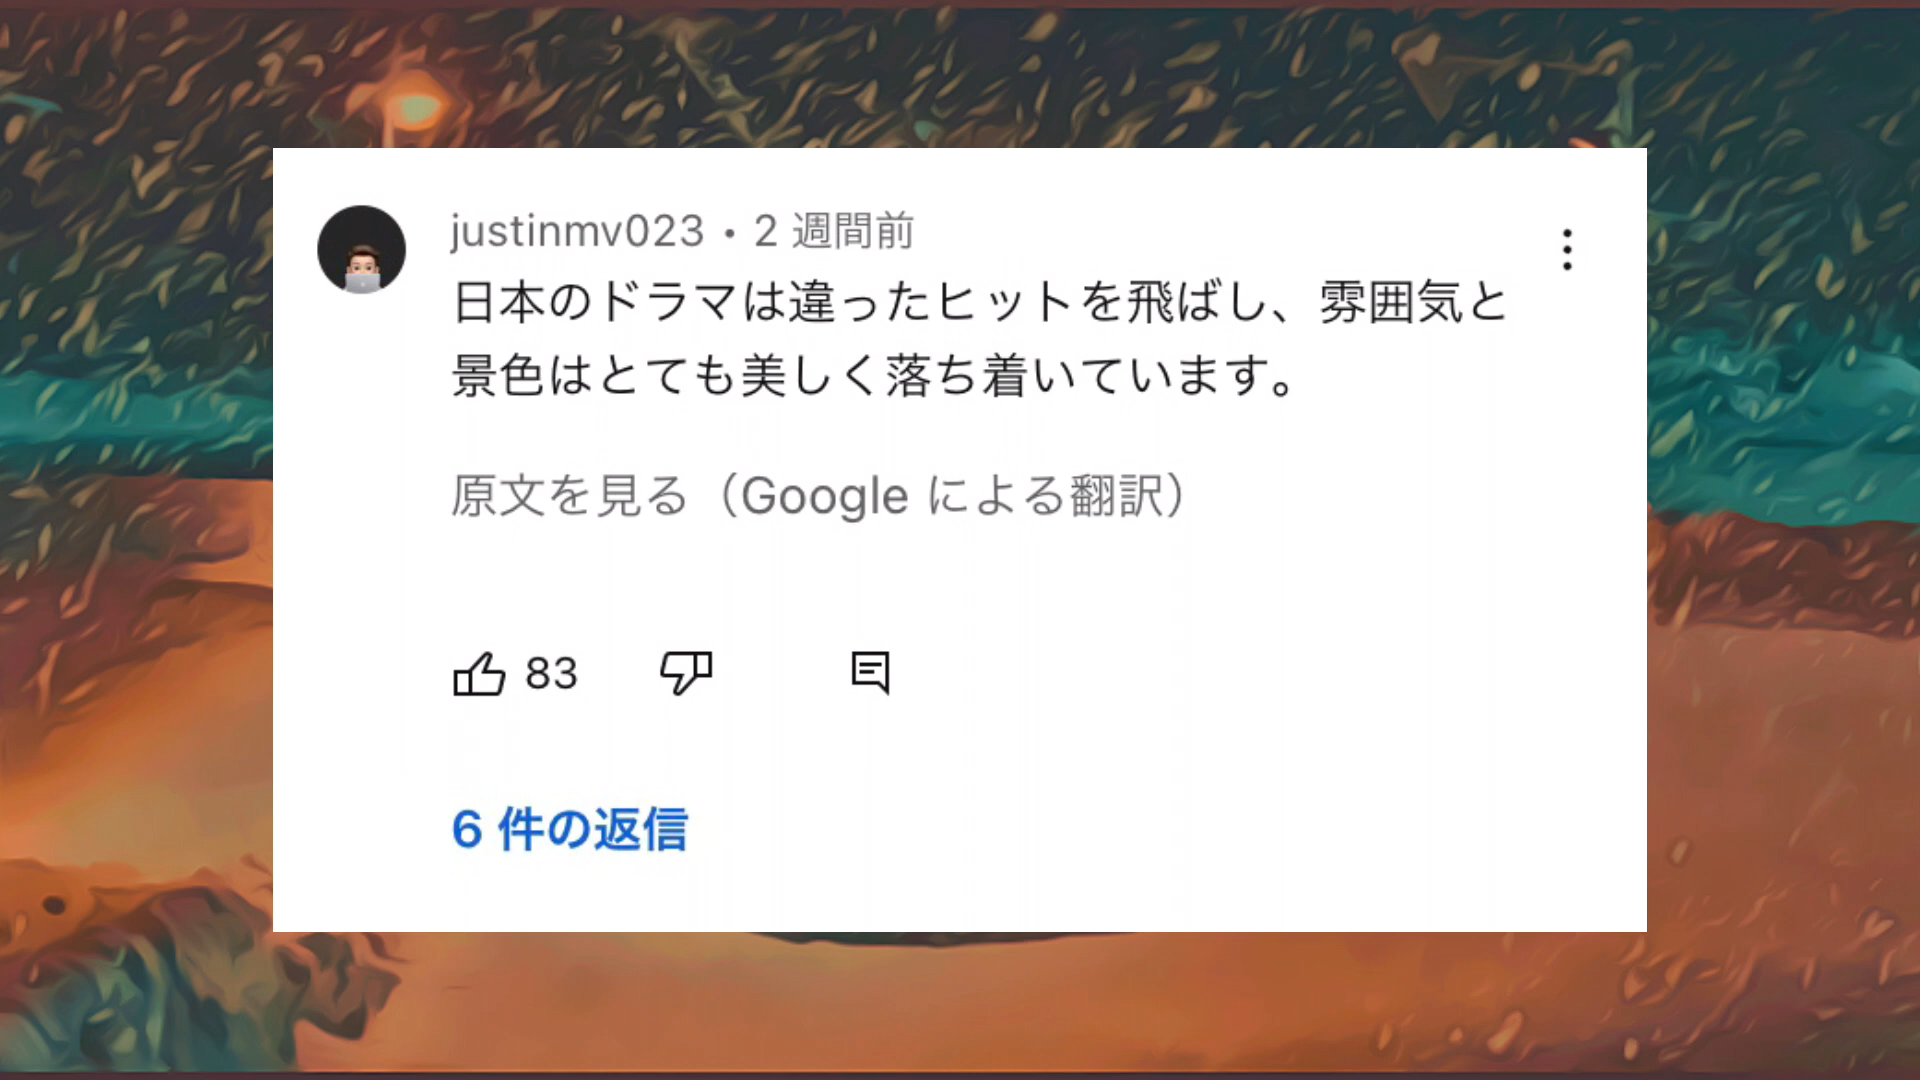 justinmv023・2 週間前
日本のドラマは違ったヒットを飛ばし、雰囲気と
景色はとても美しく落ち着いています。
原文を見る（Google による翻訳）
83
6 件の返信